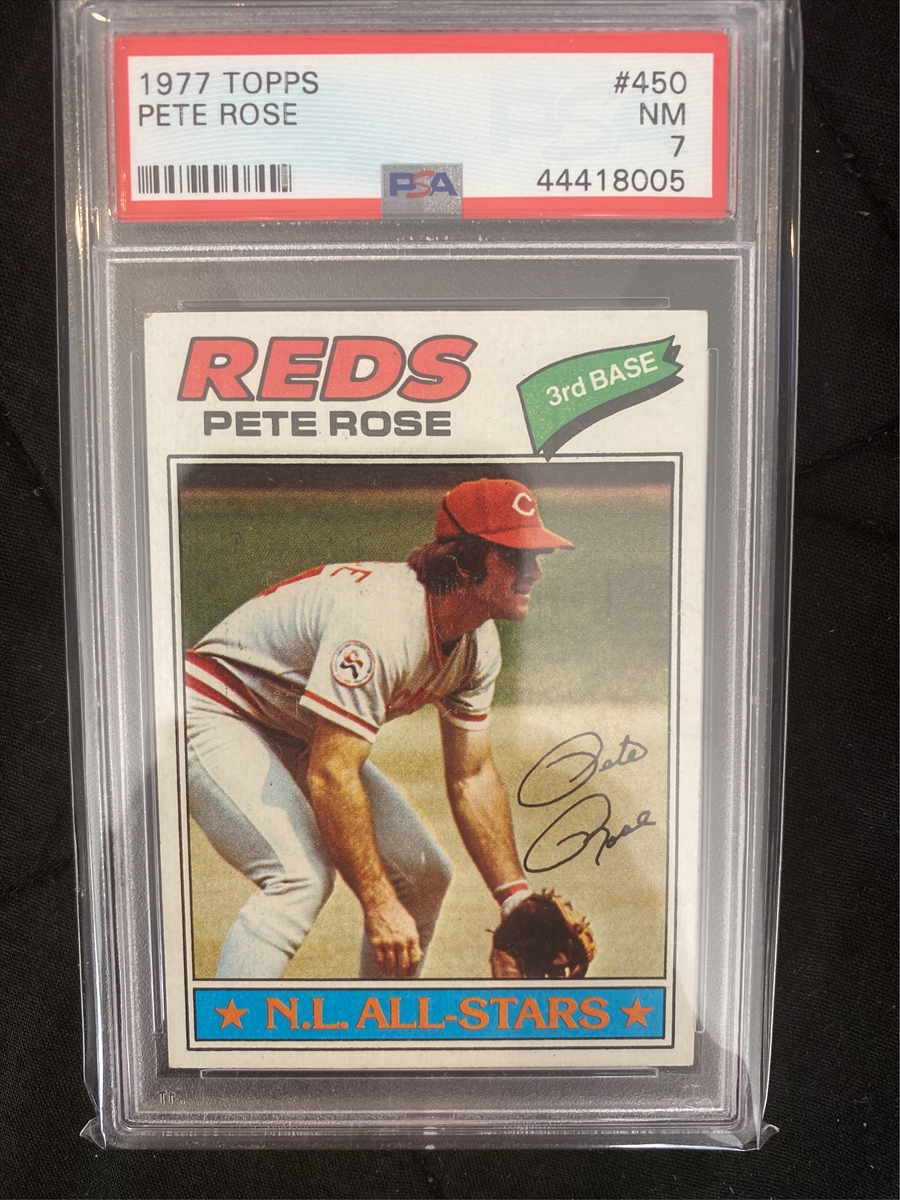 1977 TOPPS #450
PETE ROSE NM
7
PSA 44418005
REDS
PETE ROSE
3rd BASE
C
Pete
Rose
★ N.L. ALL-STARS ★